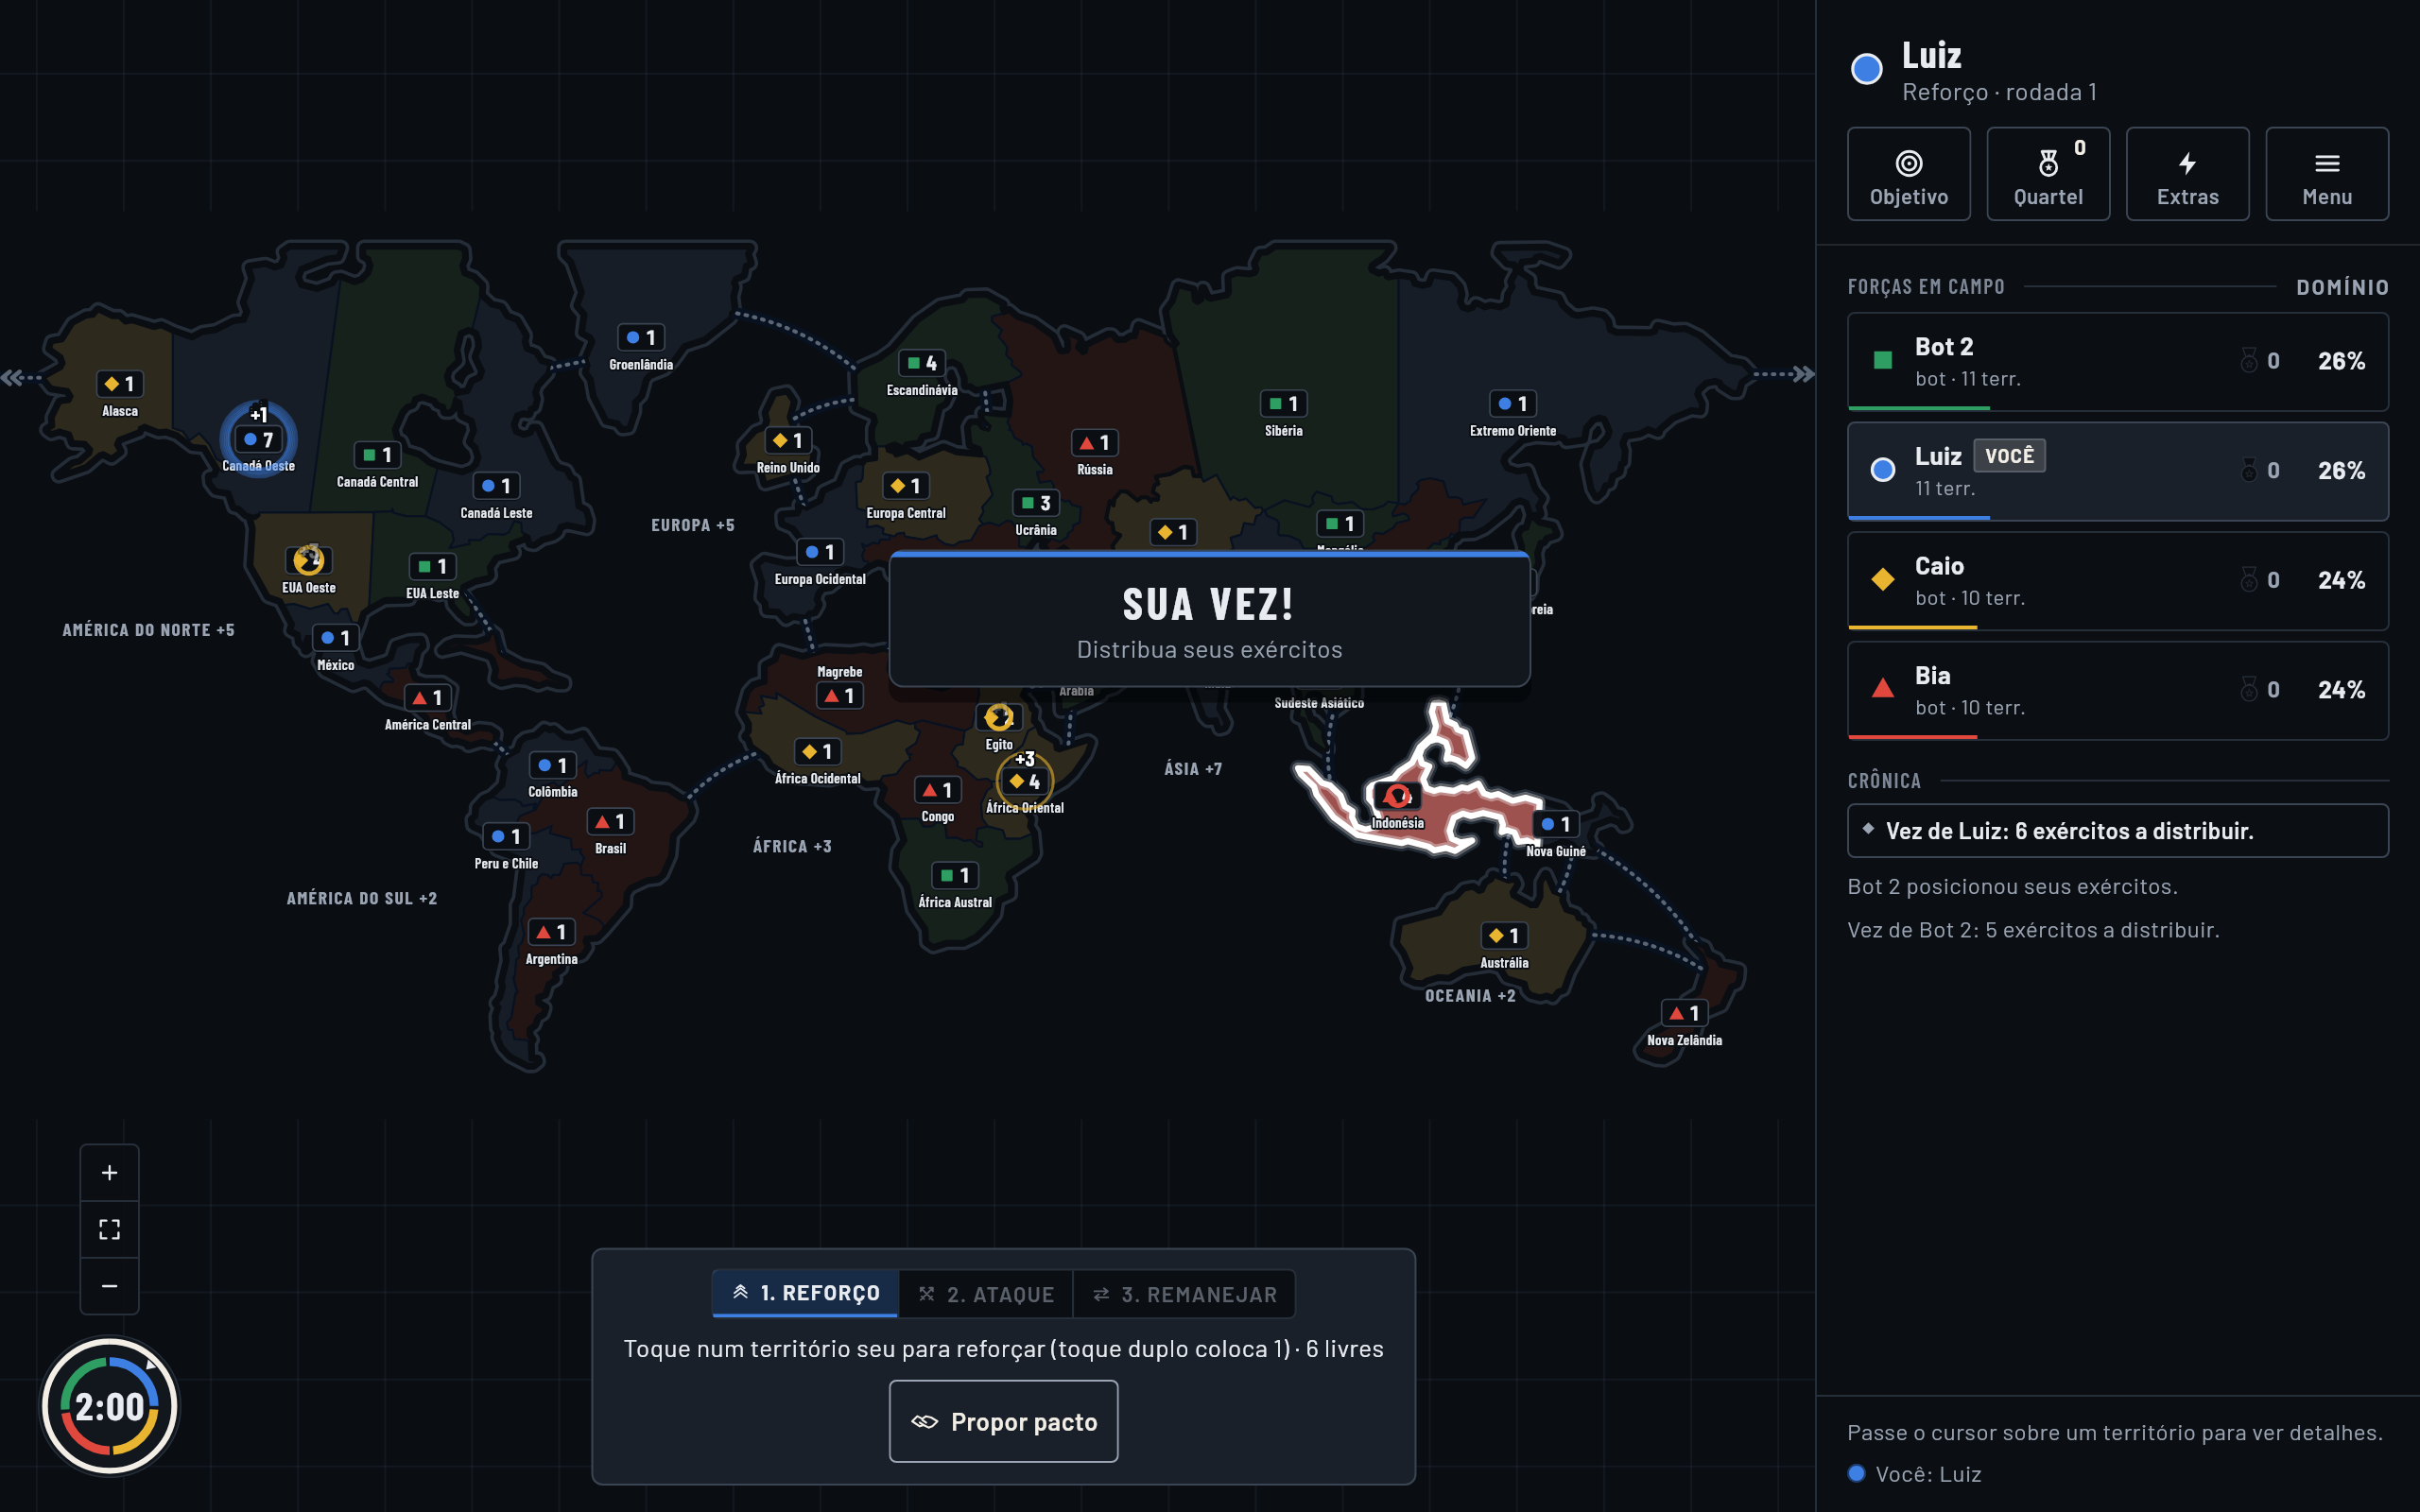 Luiz
Reforço · rodada 1
Objetivo
0
Quartel
Extras
Menu
FORÇAS EM CAMPO
DOMÍNIO
Bot 2
bot · 11 terr.
0
26%
Luiz
VOCÊ
11 terr.
0
26%
Caio
bot · 10 terr.
0
24%
Bia
bot · 10 terr.
0
24%
CRÔNICA
Vez de Luiz: 6 exércitos a distribuir.
Bot 2 posicionou seus exércitos.
Vez de Bot 2: 5 exércitos a distribuir.
Passe o cursor sobre um território para ver detalhes.
Você: Luiz
1
Alasca
+1
7
Canadá Oeste
1
Canadá Central
1
Canadá Leste
1
Groenlândia
EUA Oeste
1
EUA Leste
1
México
1
América Central
AMÉRICA DO NORTE +5
1
Colômbia
1
Peru e Chile
1
Brasil
1
Argentina
AMÉRICA DO SUL +2
4
Escandinávia
1
Reino Unido
1
Europa Central
3
Ucrânia
1
Rússia
1
Europa Ocidental
EUROPA +5
1
Sibéria
1
Extremo Oriente
1
1
SUA VEZ!
Distribua seus exércitos
Magrebe
1
1
África Ocidental
Egito
+3
4
África Oriental
1
Congo
1
África Austral
ÁFRICA +3
Arábia
Sudeste Asiático
ÁSIA +7
Indonésia
1
Nova Guiné
1
Austrália
OCEANIA +2
1
Nova Zelândia
+
−
2:00
1. REFORÇO
2. ATAQUE
3. REMANEJAR
Toque num território seu para reforçar (toque duplo coloca 1) · 6 livres
Propor pacto